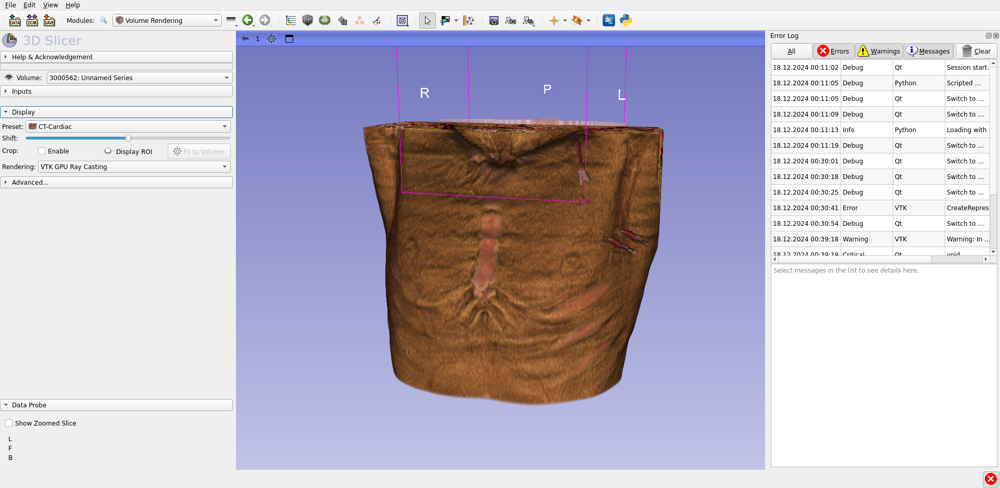 File Edit View Help
DATA DCM SAVE Modules: Volume Rendering
3D Slicer
Help & Acknowledgement
Volume: 3000562: Unnamed Series
Inputs
Display
Preset: CT-Cardiac
Shift:
Crop: Enable Display ROI Fit to Volume
Rendering: VTK GPU Ray Casting
Advanced...
Data Probe
Show Zoomed Slice
L
F
B
1
R P L
Error Log
All Errors Warnings Messages Clear
18.12.2024 00:11:02 Debug Qt Session start.
18.12.2024 00:11:05 Debug Python Scripted ...
18.12.2024 00:11:05 Debug Qt Switch to ...
18.12.2024 00:11:09 Debug Qt Switch to ...
18.12.2024 00:11:13 Info Python Loading with
18.12.2024 00:11:19 Debug Qt Switch to ...
18.12.2024 00:30:01 Debug Qt Switch to ...
18.12.2024 00:30:18 Debug Qt Switch to ...
18.12.2024 00:30:25 Debug Qt Switch to ...
18.12.2024 00:30:41 Error VTK CreateRepres
18.12.2024 00:30:54 Debug Qt Switch to ...
18.12.2024 00:39:18 Warning VTK Warning: In ...
18.12.2024 00:39:19 Critical Qt void
Select messages in the list to see details here.